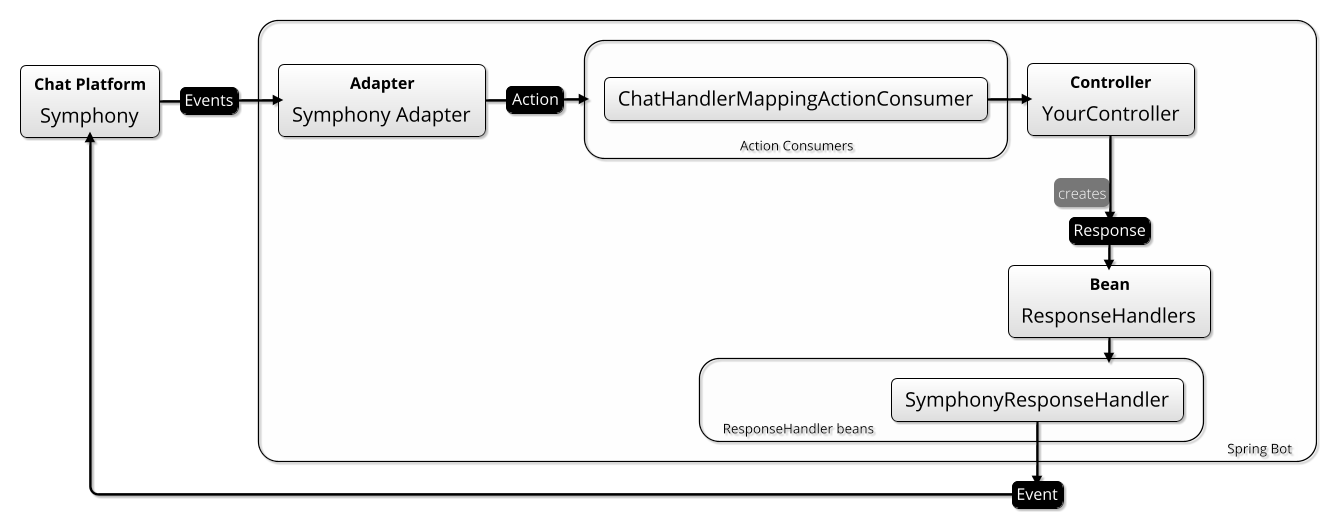 Chat Platform
Symphony
Events
Adapter
Symphony Adapter
Action
ChatHandlerMappingActionConsumer
Action Consumers
Controller
YourController
creates
Response
Bean
ResponseHandlers
SymphonyResponseHandler
ResponseHandler beans
Spring Bot
Event